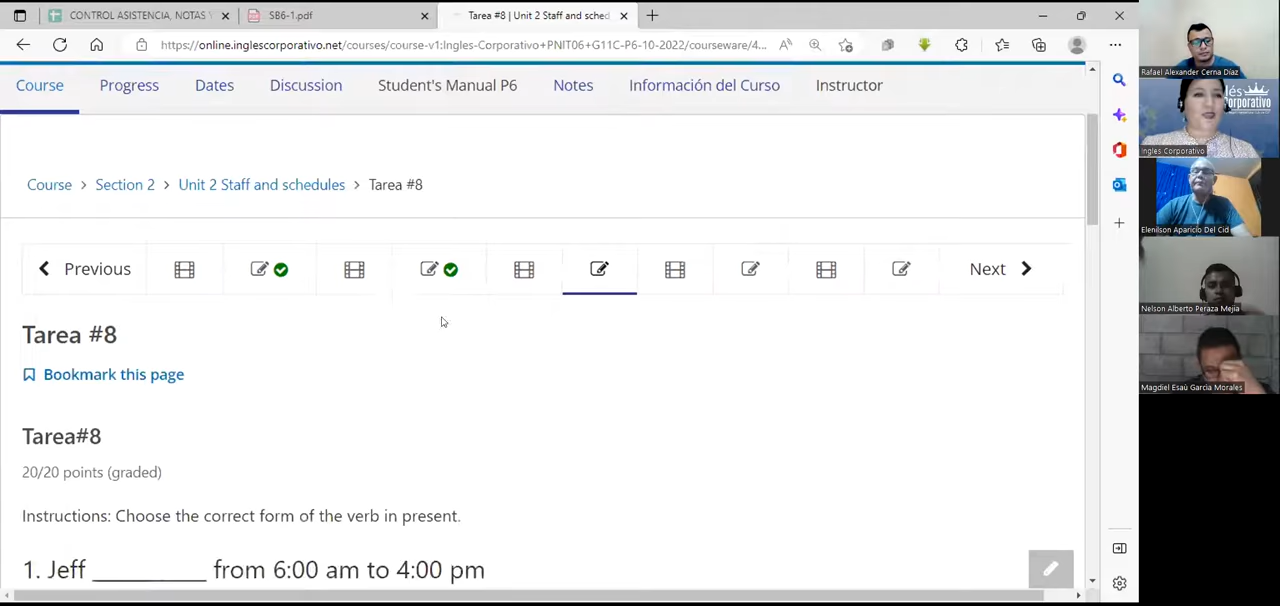 CONTROL ASISTENCIA, NOTAS Y
SB6-1.pdf
Tarea #8 | Unit 2 Staff and sched
https://online.inglescorporativo.net/courses/course-v1:Ingles-Corporativo+PNIT06+G11C-P6-10-2022/courseware/4...
Course
Progress
Dates
Discussion
Student's Manual P6
Notes
Información del Curso
Instructor
Course > Section 2 > Unit 2 Staff and schedules > Tarea #8
Previous
Next
Tarea #8
Bookmark this page
Tarea#8
20/20 points (graded)
Instructions: Choose the correct form of the verb in present.
1. Jeff __________ from 6:00 am to 4:00 pm
Rafael Alexander Cerna Díaz
lés
orporativo
Ingles Corporativo
Elenilson Aparicio Del Cid
Nelson Alberto Peraza Mejia
Magdiel Esaú Garcia Morales